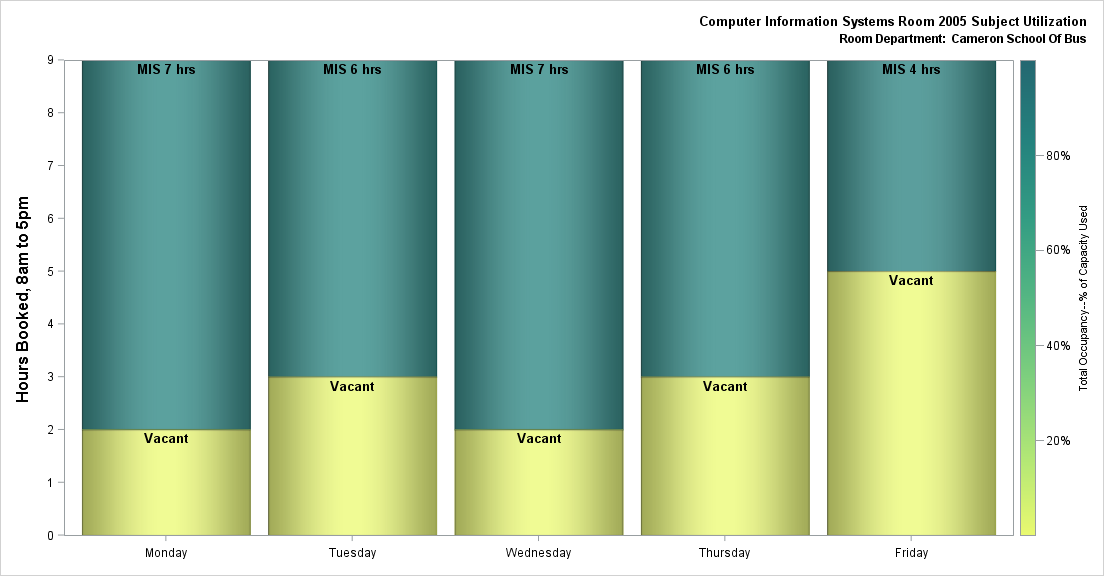 Computer Information Systems Room 2005 Subject Utilization
Room Department: Cameron School Of Bus
Hours Booked, 8am to 5pm
9
8
7
6
5
4
3
2
1
0
MIS 7 hrs
MIS 6 hrs
MIS 7 hrs
MIS 6 hrs
MIS 4 hrs
Vacant
Vacant
Vacant
Vacant
Vacant
Monday
Tuesday
Wednesday
Thursday
Friday
80%
60%
40%
20%
Total Occupancy--% of Capacity Used